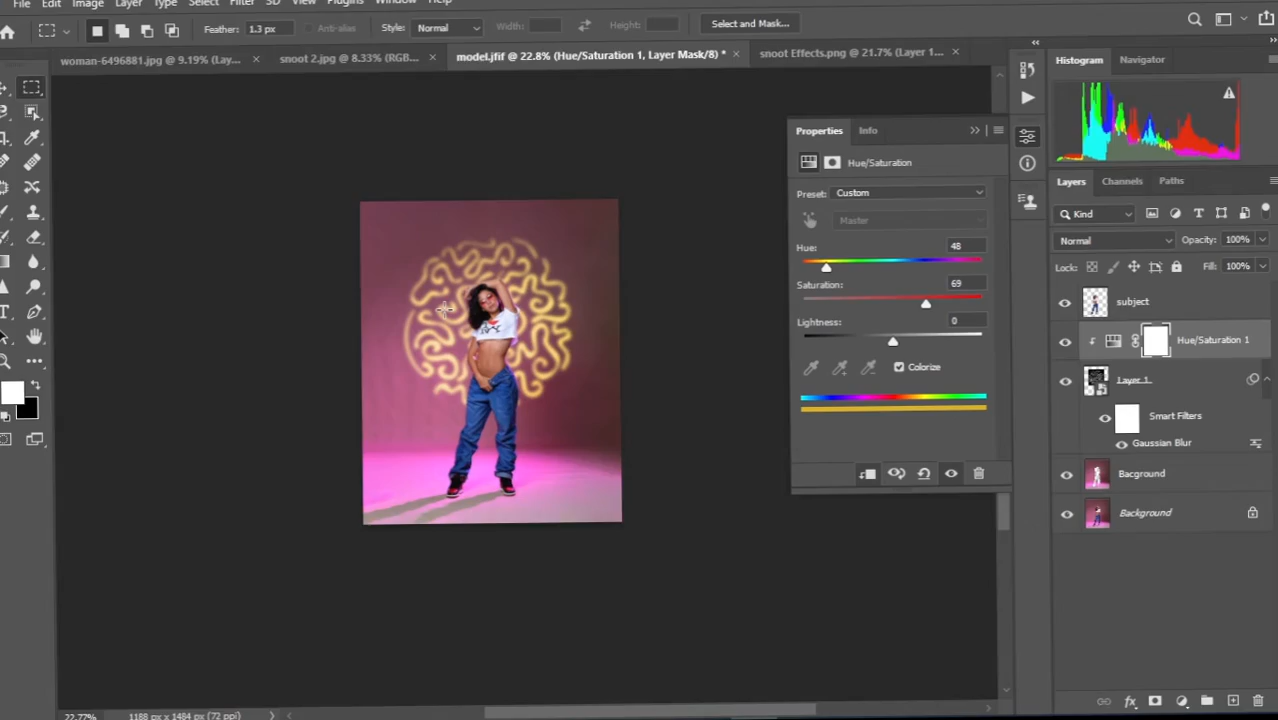 File Edit Image Layer Type Select Filter 3D View Plugins Window Help
Feather: 1.3 px Anti-alias Style: Normal Width: Height: Select and Mask...
woman-6496881.jpg @ 9.19% (Lay... × snoot 2.jpg @ 8.33% (RGB... × model.jfif @ 22.8% (Hue/Saturation 1, Layer Mask/8) * × snoot Effects.png @ 21.7% (Layer 1... ×
Histogram Navigator
Properties Info
Hue/Saturation
Preset: Custom
Master
Hue: 48
Saturation: 69
Lightness: 0
Colorize
Layers Channels Paths
Kind
Normal Opacity: 100%
Lock: Fill: 100%
subject
Hue/Saturation 1
Layer 1
Smart Filters
Gaussian Blur
Bacground
Background
22.77% 1188 px x 1484 px (72 ppi)